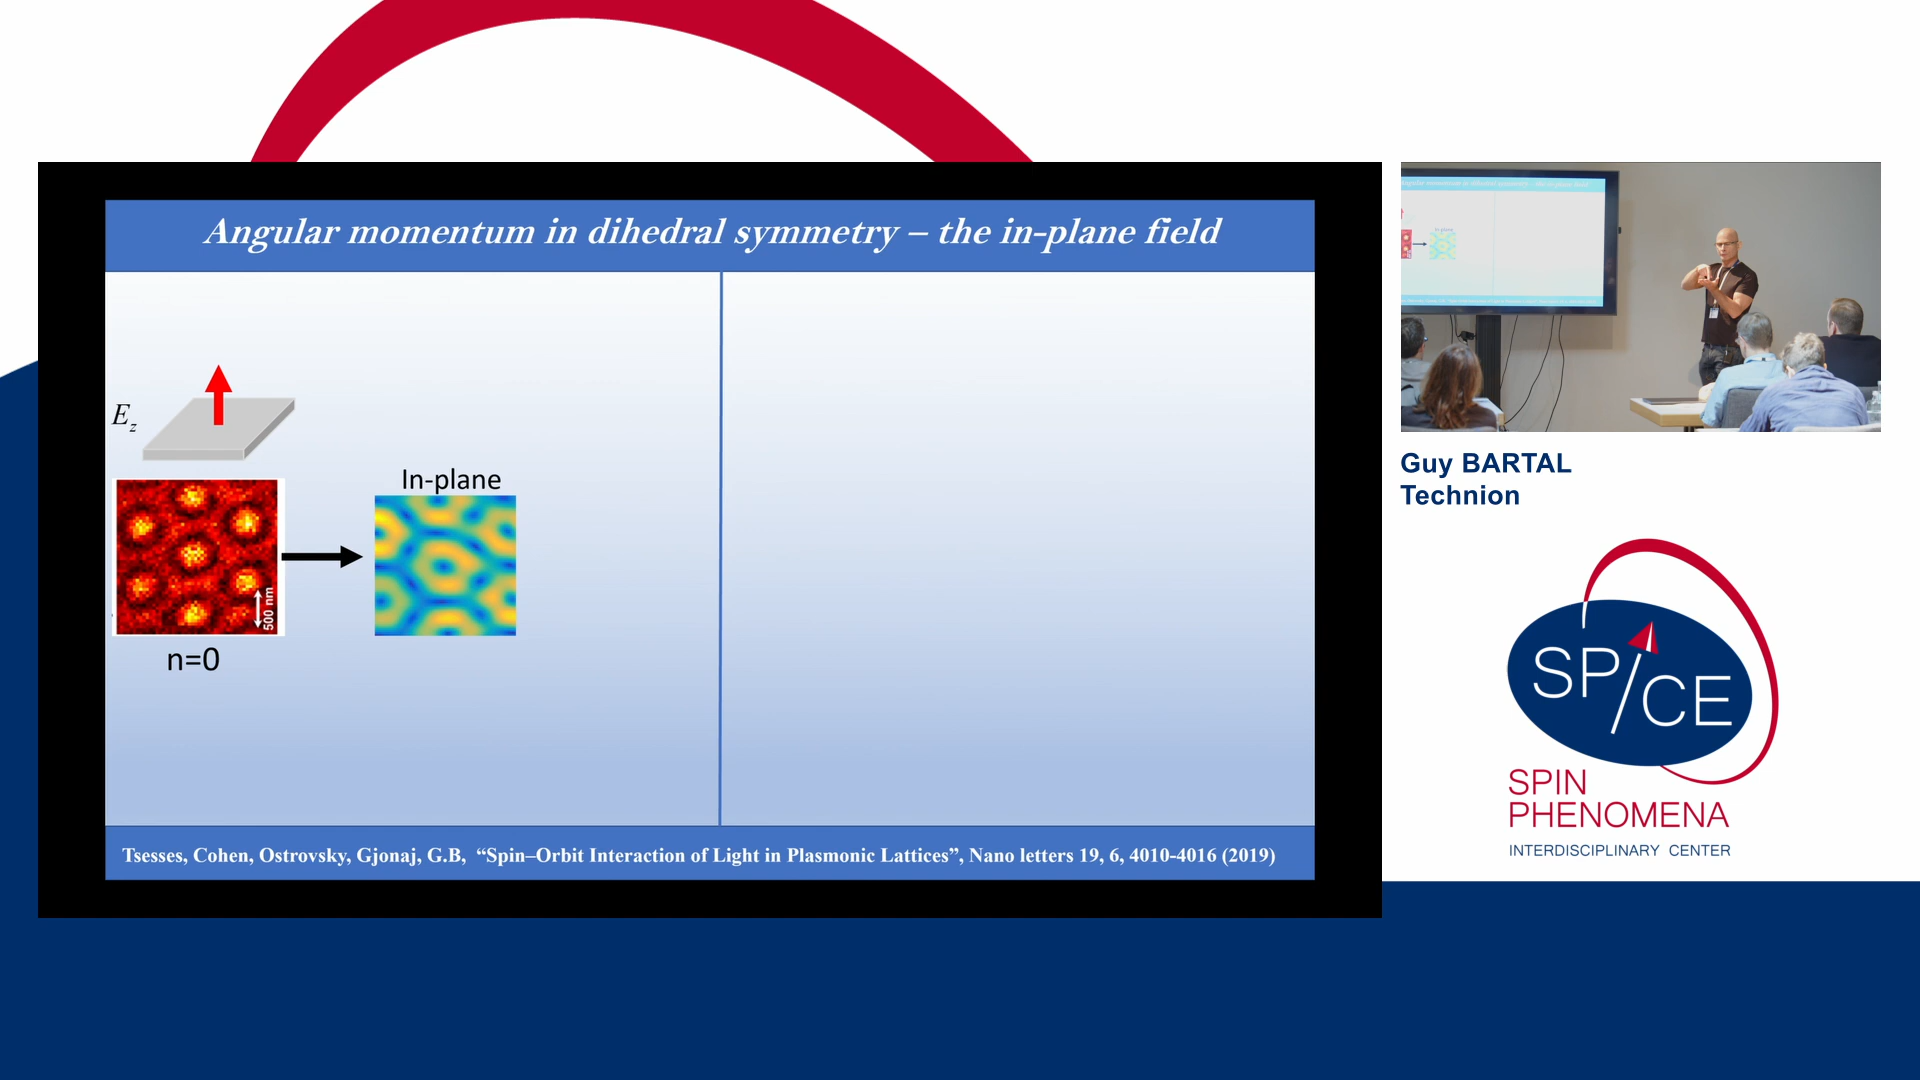 Angular momentum in dihedral symmetry – the in-plane field
E_z
In-plane
500 nm
n=0
Tsesses, Cohen, Ostrovsky, Gjonaj, G.B, “Spin–Orbit Interaction of Light in Plasmonic Lattices”, Nano letters 19, 6, 4010-4016 (2019)
Guy BARTAL
Technion
SP/CE
SPIN
PHENOMENA
INTERDISCIPLINARY CENTER